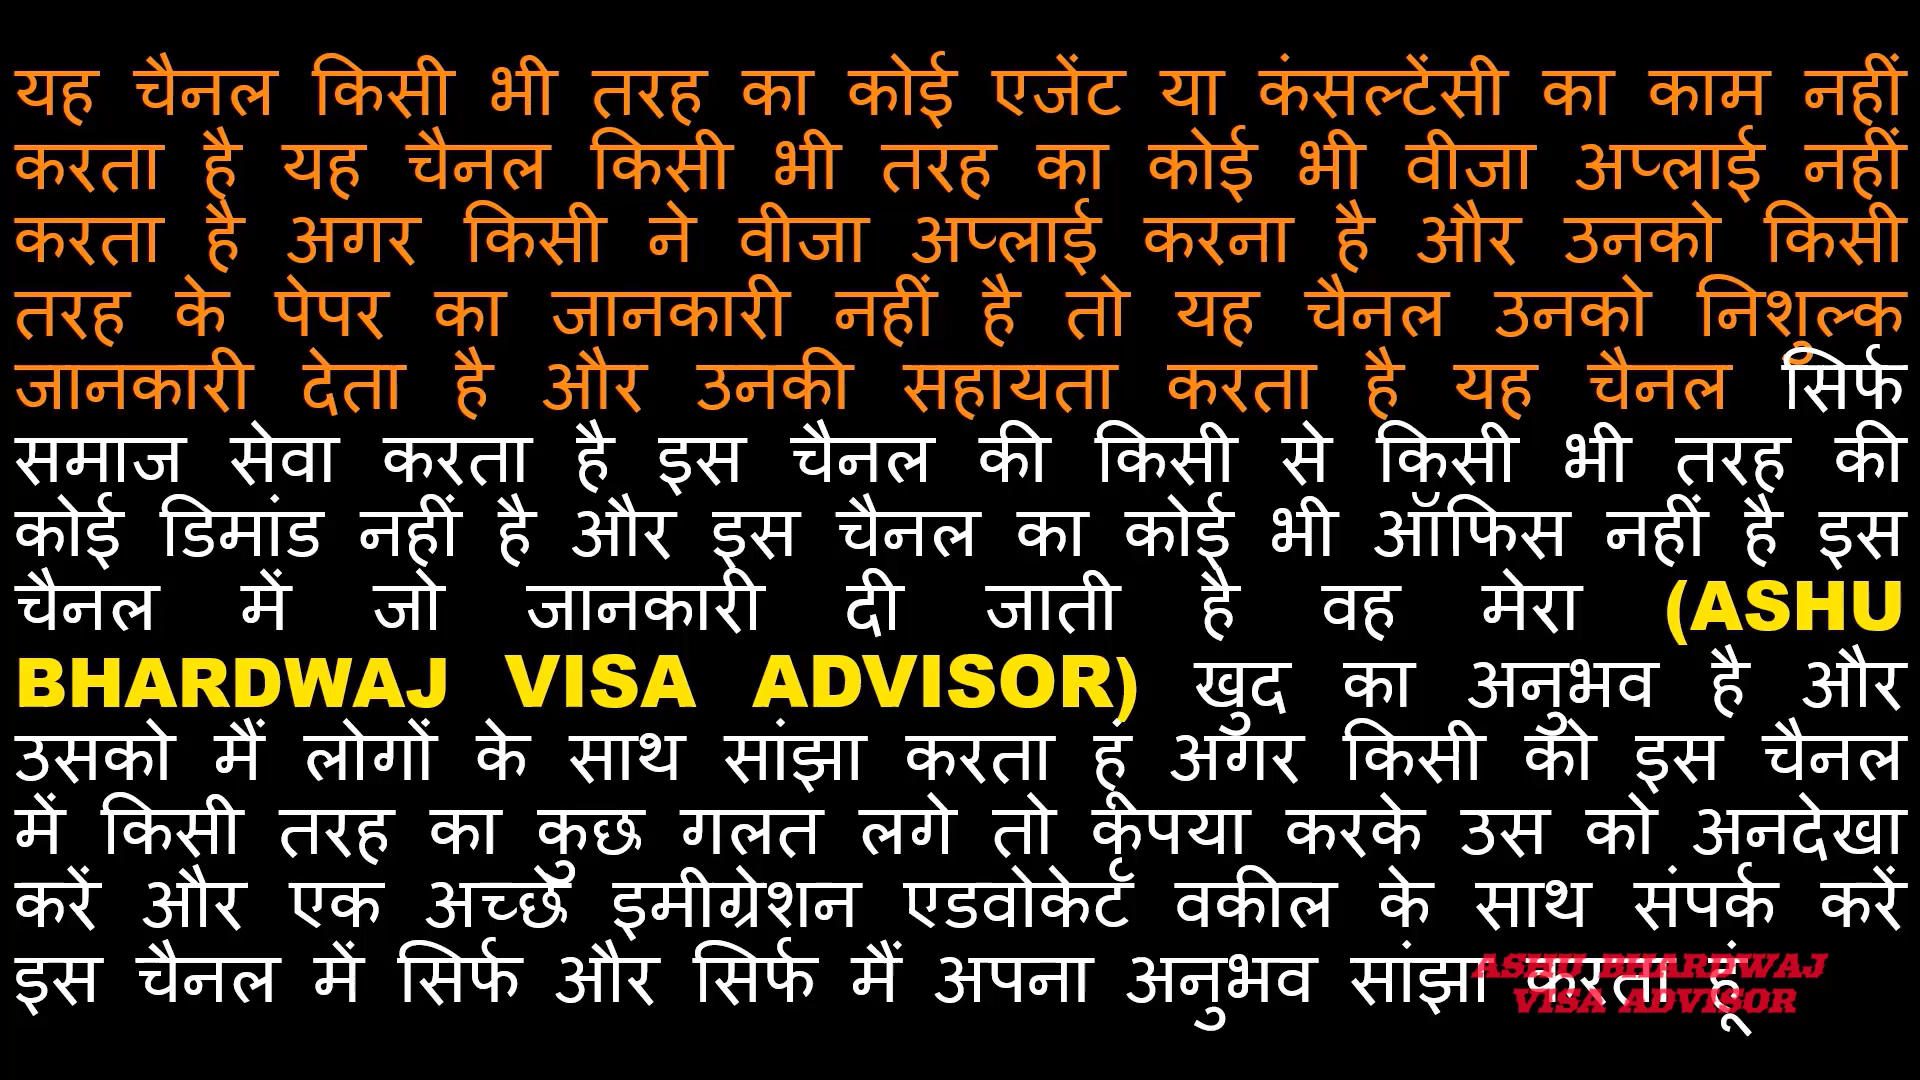 यह चैनल किसी भी तरह का कोई एजेंट या कंसल्टेंसी का काम नहीं
करता है यह चैनल किसी भी तरह का कोई भी वीजा अप्लाई नहीं
करता है अगर किसी ने वीजा अप्लाई करना है और उनको किसी
तरह के पेपर का जानकारी नहीं है तो यह चैनल उनको निशुल्क
जानकारी देता है और उनकी सहायता करता है यह चैनल सिर्फ
समाज सेवा करता है इस चैनल की किसी से किसी भी तरह की
कोई डिमांड नहीं है और इस चैनल का कोई भी ऑफिस नहीं है इस
चैनल में जो जानकारी दी जाती है वह मेरा (ASHU
BHARDWAJ VISA ADVISOR) खुद का अनुभव है और
उसको मैं लोगों के साथ सांझा करता हूं अगर किसी को इस चैनल
में किसी तरह का कुछ गलत लगे तो कृपया करके उस को अनदेखा
करें और एक अच्छे इमीग्रेशन एडवोकेट वकील के साथ संपर्क करें
इस चैनल में सिर्फ और सिर्फ मैं अपना अनुभव सांझा करता हूं
ASHU BHARDWAJ
VISA ADVISOR